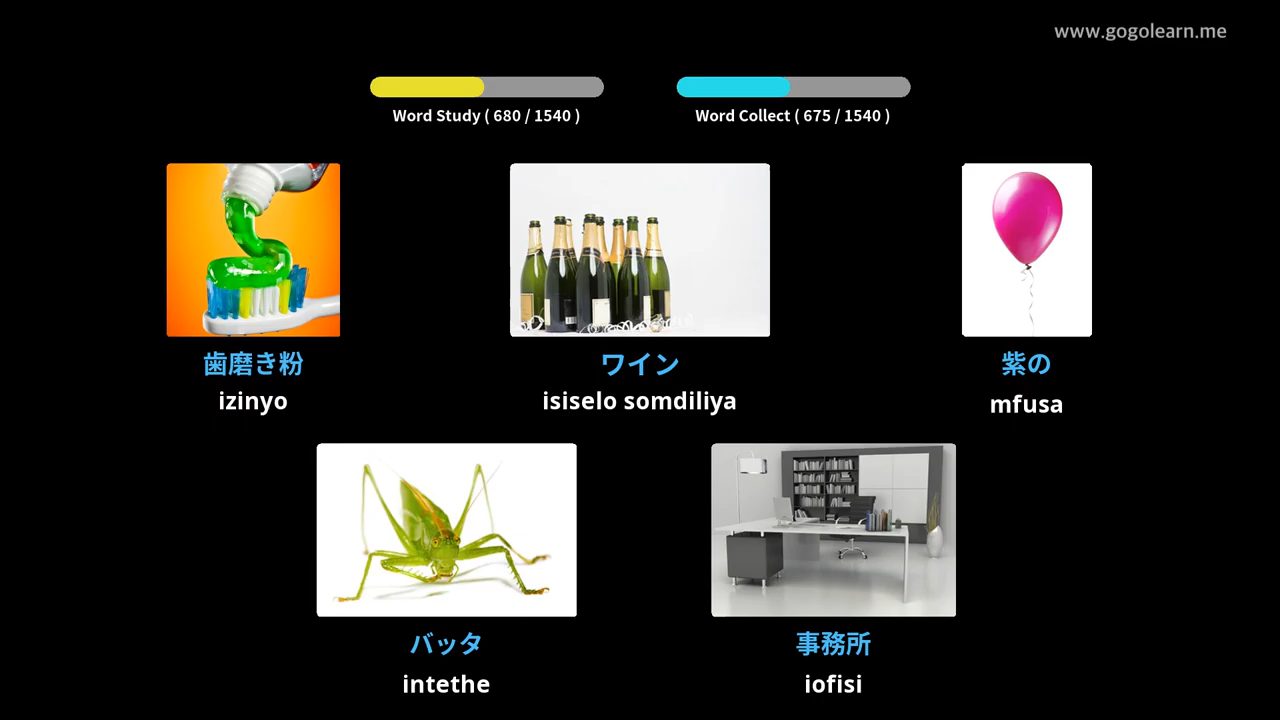 www.gogolearn.me
Word Study ( 680 / 1540 )
Word Collect ( 675 / 1540 )
歯磨き粉
izinyo
ワイン
isiselo somdiliya
紫の
mfusa
バッタ
intethe
事務所
iofisi